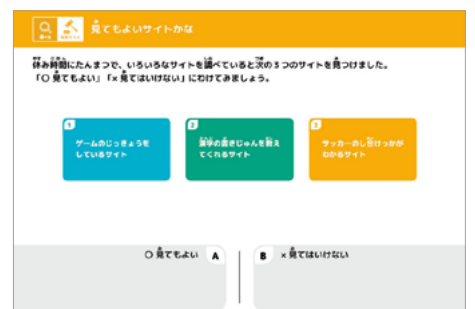 見てもよいサイトかな
休み時間にたんまつで、いろいろなサイトを調べていると次の3つのサイトを見つけました。
「○ 見てもよい」「× 見てはいけない」にわけてみましょう。
1
ゲームのじっきょうを
しているサイト
2
漢字の書きじゅんを教え
てくれるサイト
3
サッカーのし合けっかが
わかるサイト
○ 見てもよい A
B × 見てはいけない